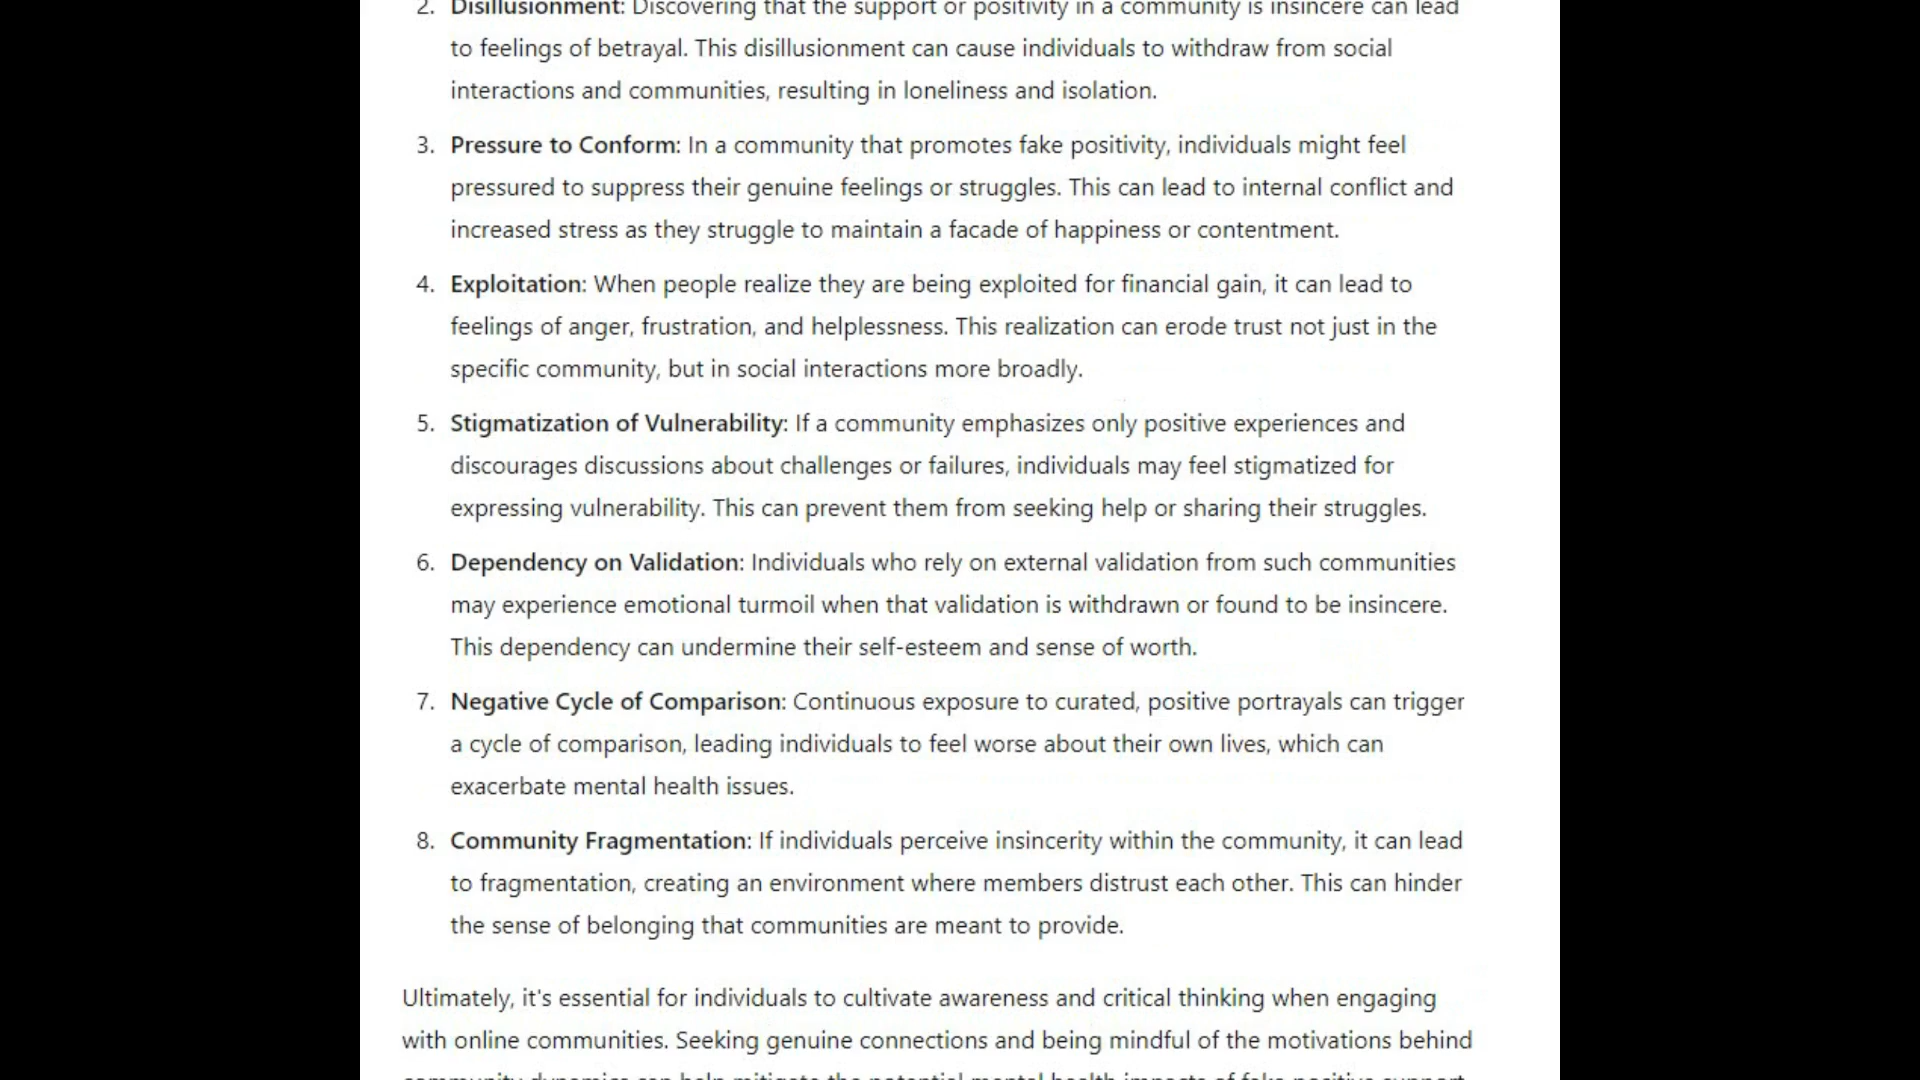 2. Disillusionment: Discovering that the support or positivity in a community is insincere can lead
to feelings of betrayal. This disillusionment can cause individuals to withdraw from social
interactions and communities, resulting in loneliness and isolation.
3. Pressure to Conform: In a community that promotes fake positivity, individuals might feel
pressured to suppress their genuine feelings or struggles. This can lead to internal conflict and
increased stress as they struggle to maintain a facade of happiness or contentment.
4. Exploitation: When people realize they are being exploited for financial gain, it can lead to
feelings of anger, frustration, and helplessness. This realization can erode trust not just in the
specific community, but in social interactions more broadly.
5. Stigmatization of Vulnerability: If a community emphasizes only positive experiences and
discourages discussions about challenges or failures, individuals may feel stigmatized for
expressing vulnerability. This can prevent them from seeking help or sharing their struggles.
6. Dependency on Validation: Individuals who rely on external validation from such communities
may experience emotional turmoil when that validation is withdrawn or found to be insincere.
This dependency can undermine their self-esteem and sense of worth.
7. Negative Cycle of Comparison: Continuous exposure to curated, positive portrayals can trigger
a cycle of comparison, leading individuals to feel worse about their own lives, which can
exacerbate mental health issues.
8. Community Fragmentation: If individuals perceive insincerity within the community, it can lead
to fragmentation, creating an environment where members distrust each other. This can hinder
the sense of belonging that communities are meant to provide.
Ultimately, it's essential for individuals to cultivate awareness and critical thinking when engaging
with online communities. Seeking genuine connections and being mindful of the motivations behind
community dynamics can help mitigate the potential mental health impacts of fake positive support